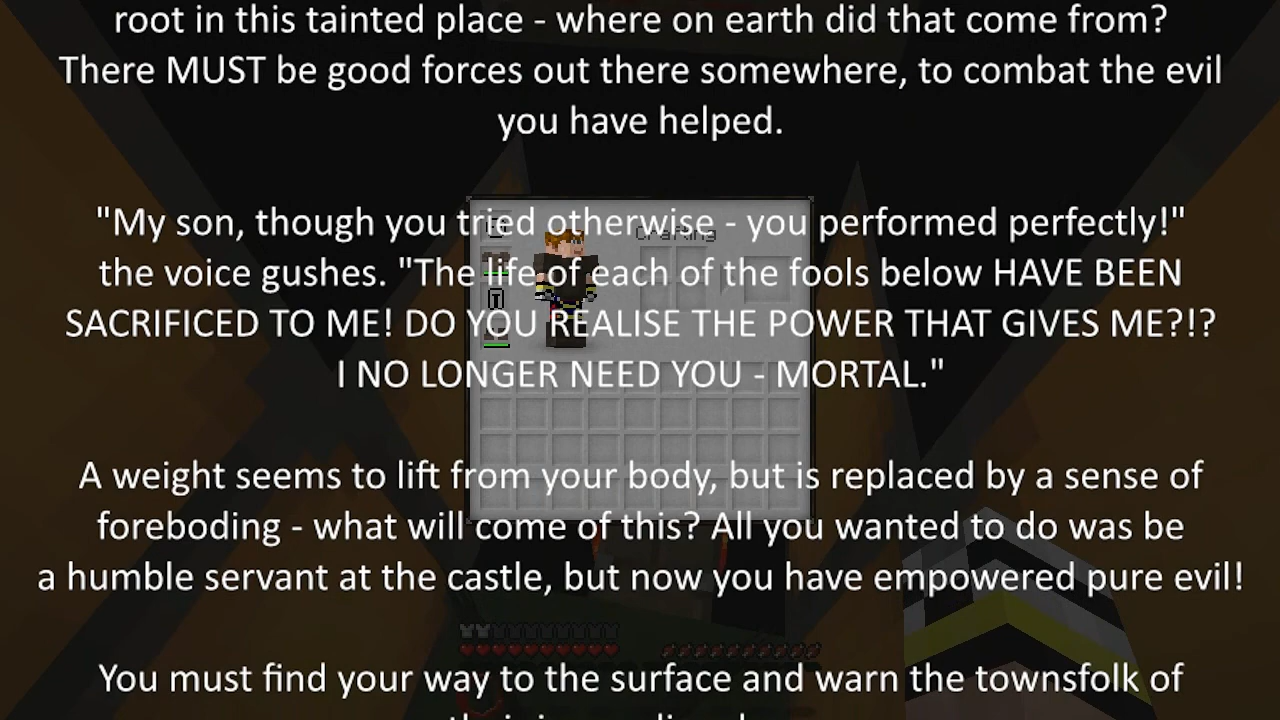 root in this tainted place - where on earth did that come from?
There MUST be good forces out there somewhere, to combat the evil
you have helped.
"My son, though you tried otherwise - you performed perfectly!"
Crafting
the voice gushes. "The life of each of the fools below HAVE BEEN
SACRIFICED TO ME! DO YOU REALISE THE POWER THAT GIVES ME?!?
I NO LONGER NEED YOU - MORTAL."
A weight seems to lift from your body, but is replaced by a sense of
foreboding - what will come of this? All you wanted to do was be
a humble servant at the castle, but now you have empowered pure evil!
You must find your way to the surface and warn the townsfolk of